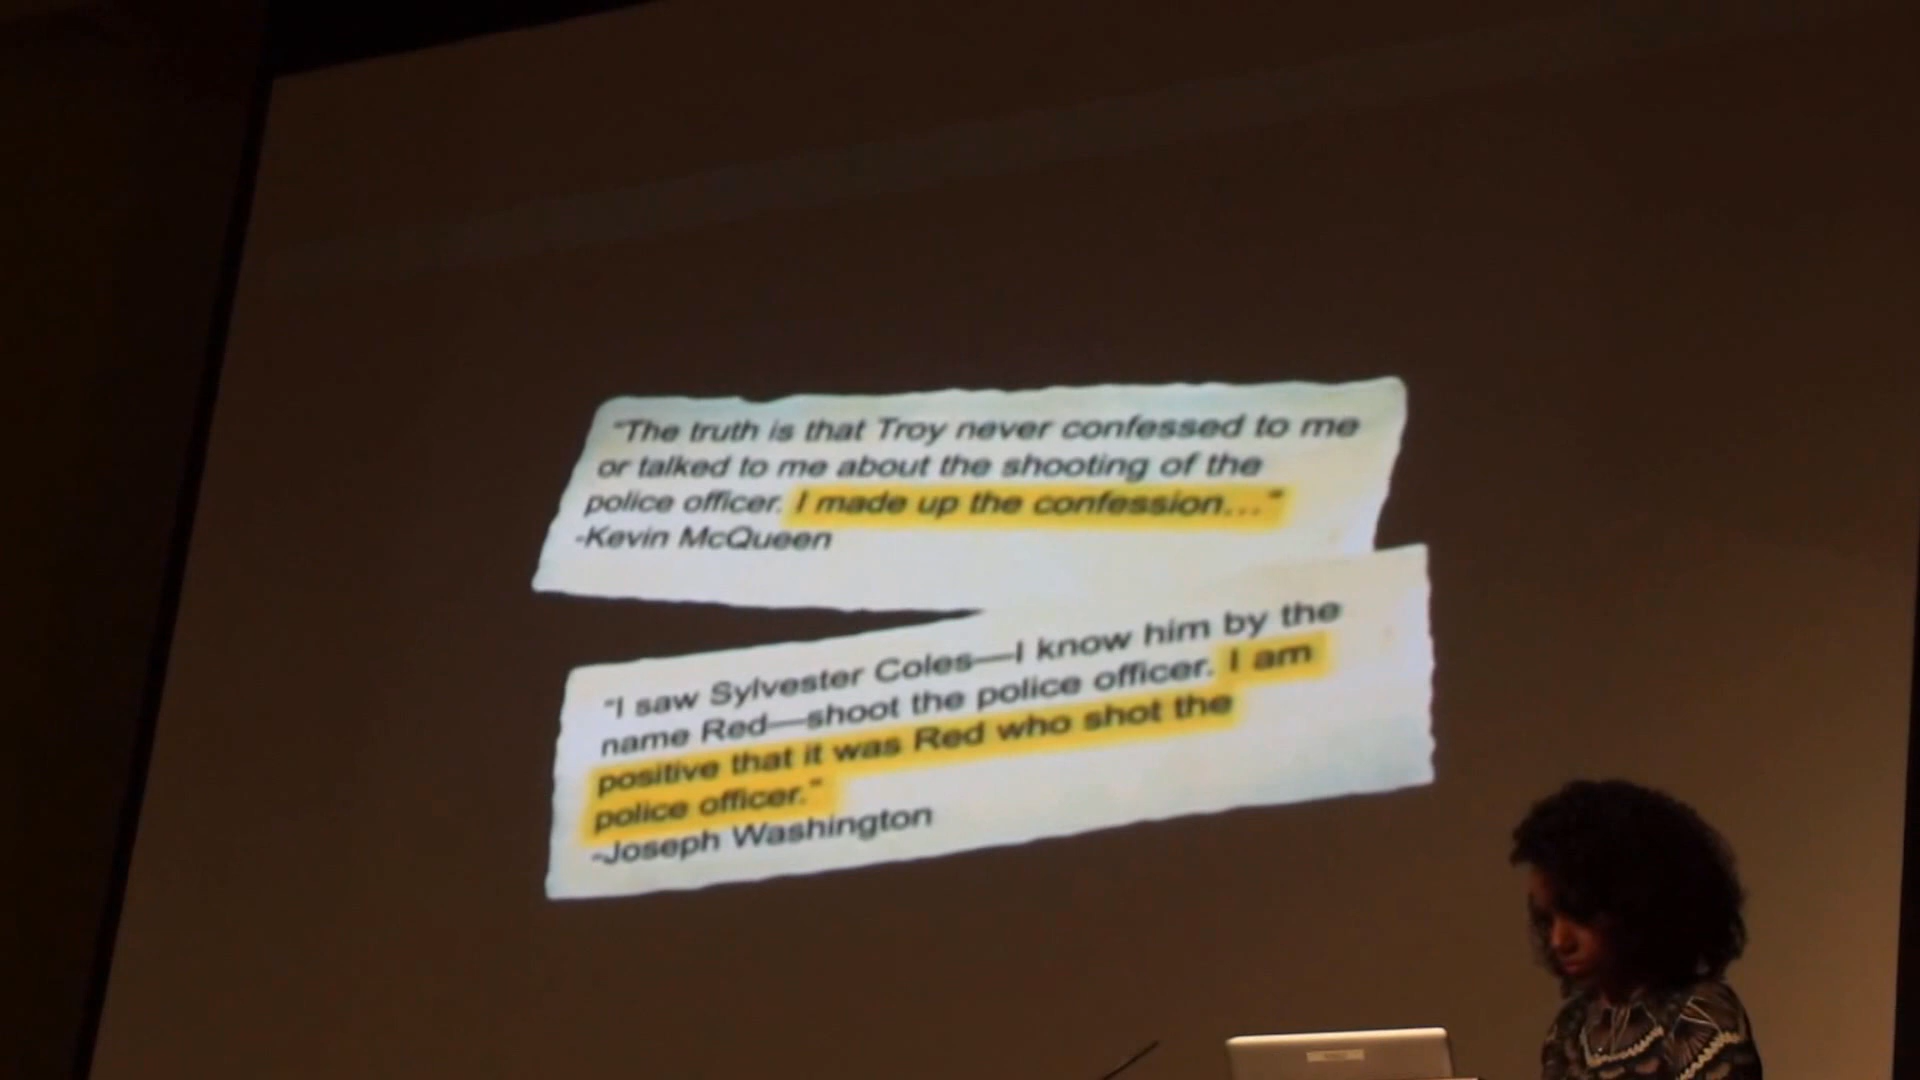 "The truth is that Troy never confessed to me
or talked to me about the shooting of the
police officer. I made up the confession..."
-Kevin McQueen
"I saw Sylvester Coles—I know him by the
name Red—shoot the police officer. I am
positive that it was Red who shot the
police officer."
-Joseph Washington